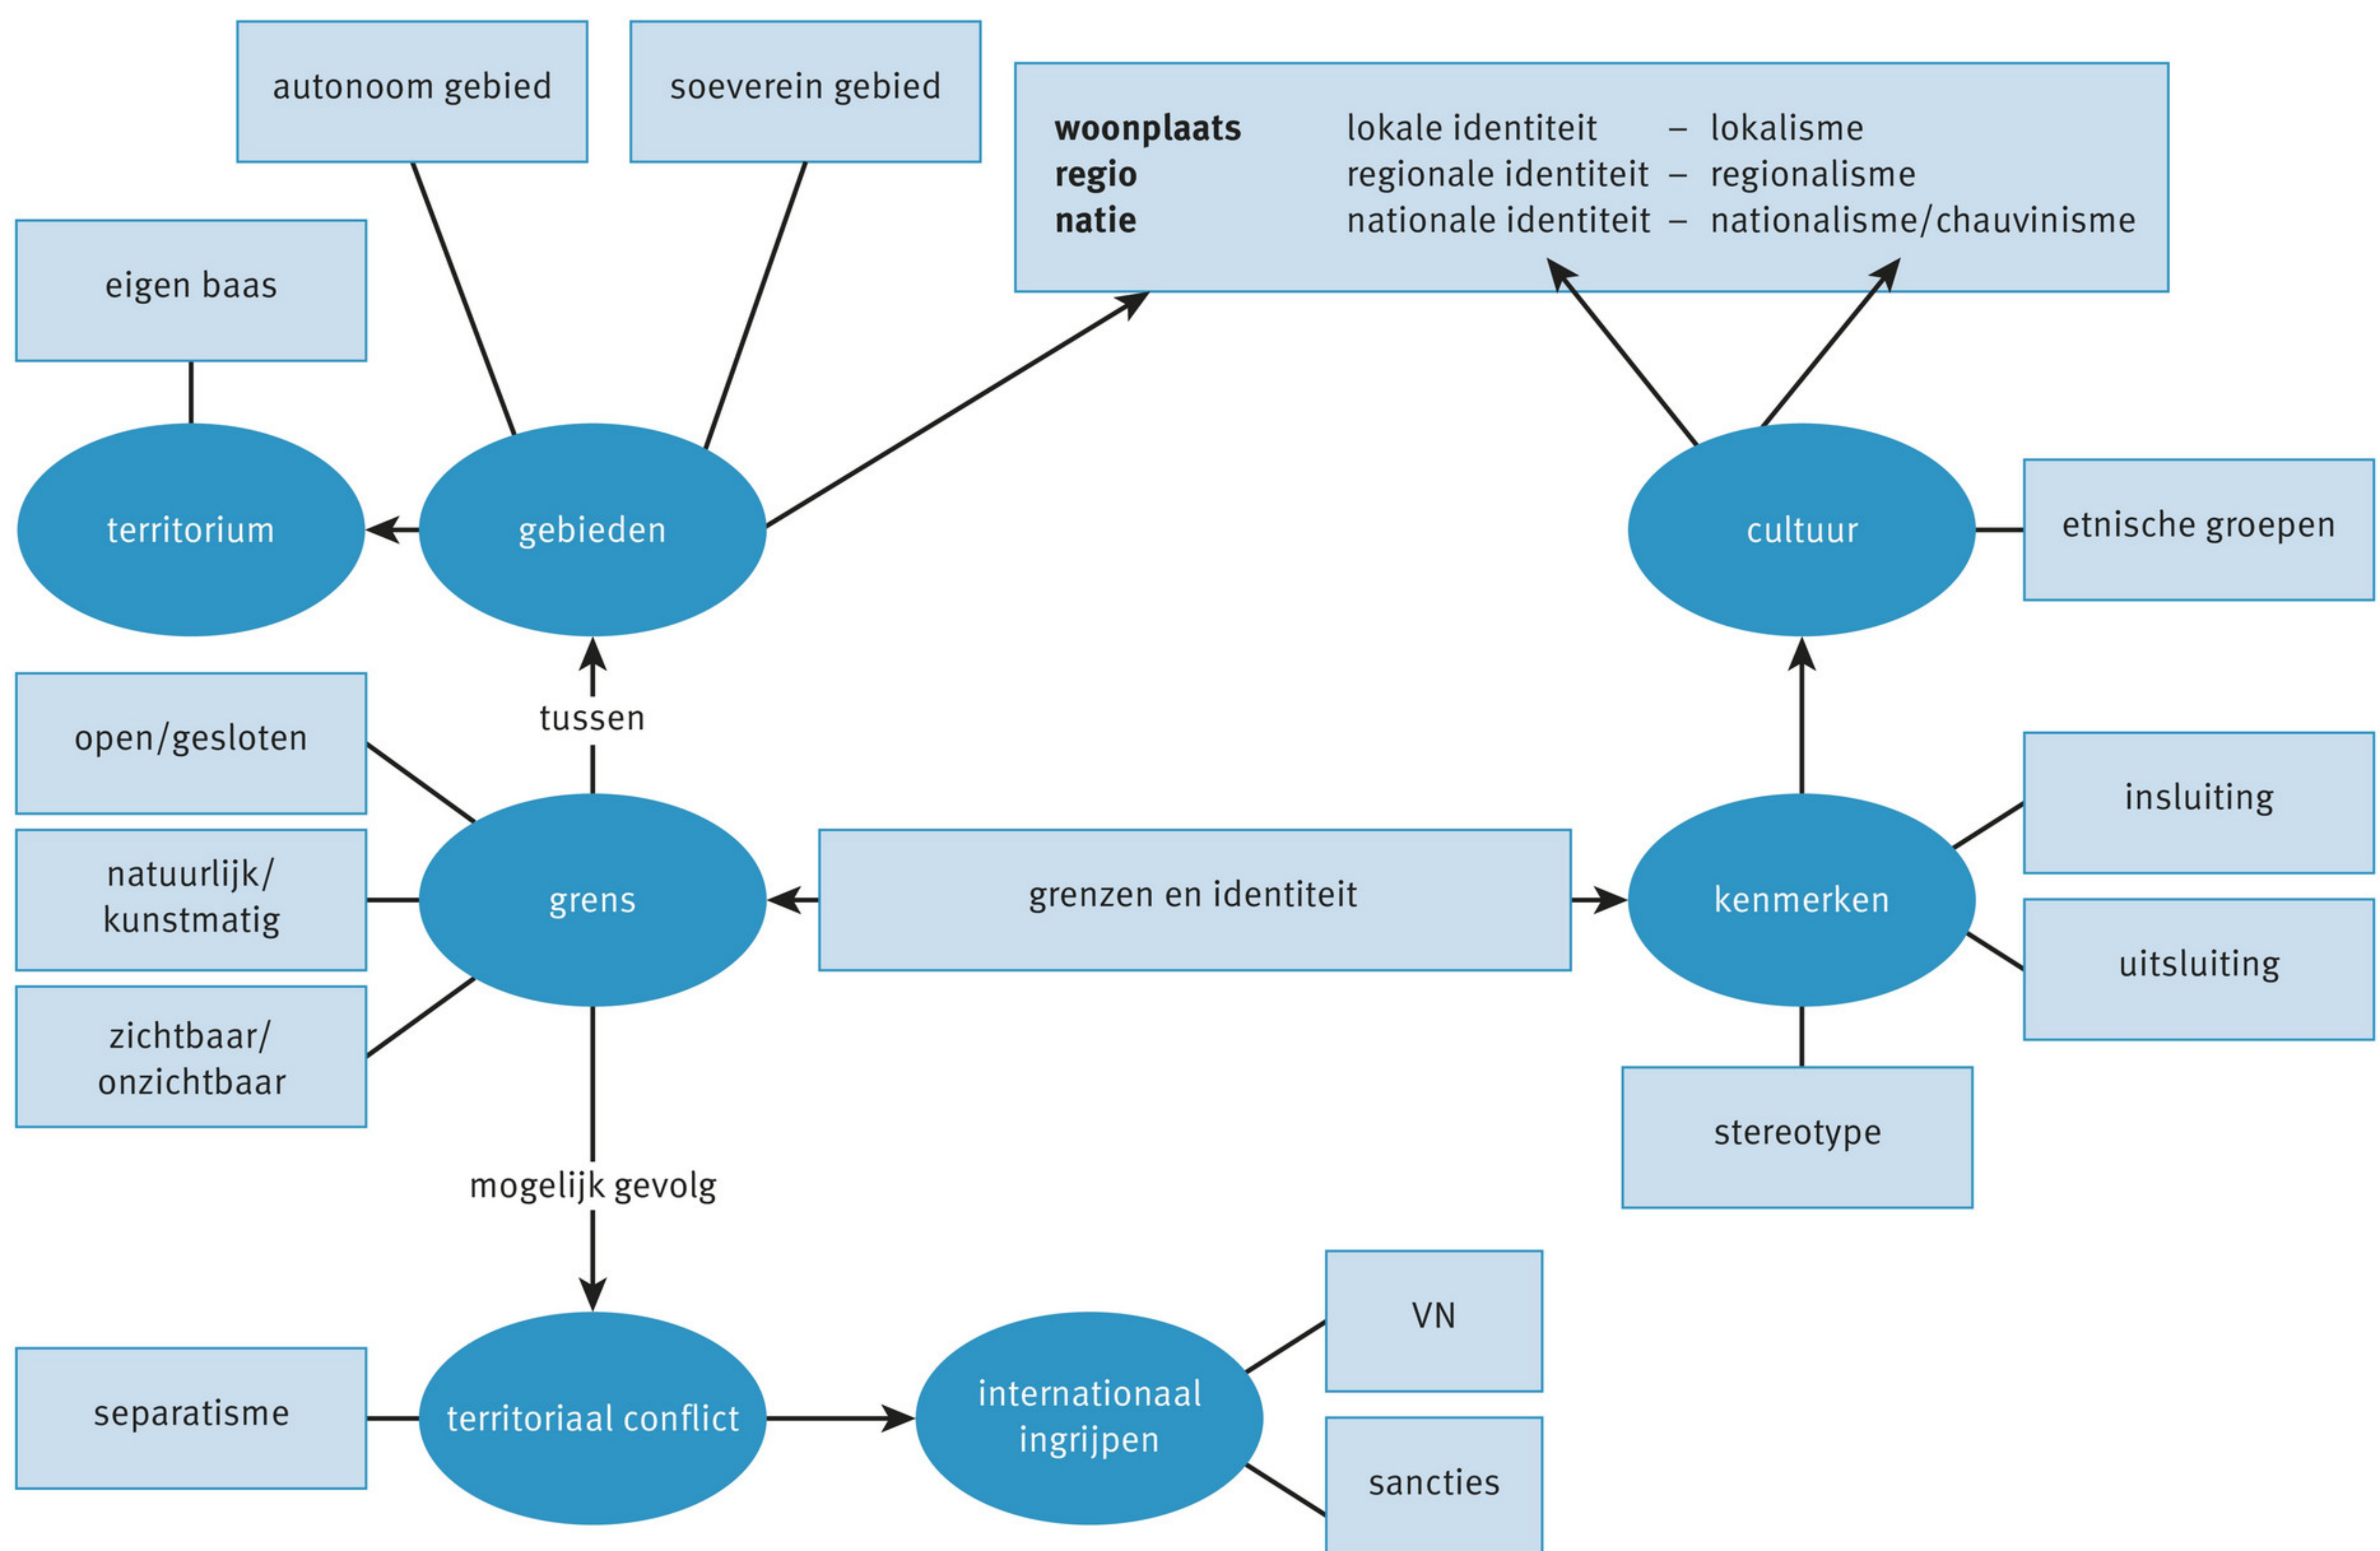 autonoom gebied
soeverein gebied
woonplaats lokale identiteit – lokalisme
regio regionale identiteit – regionalisme
natie nationale identiteit – nationalisme/chauvinisme
eigen baas
territorium
gebieden
cultuur
etnische groepen
tussen
open/gesloten
natuurlijk/
kunstmatig
zichtbaar/
onzichtbaar
grens
grenzen en identiteit
kenmerken
insluiting
uitsluiting
stereotype
mogelijk gevolg
separatisme
territoriaal conflict
internationaal
ingrijpen
VN
sancties